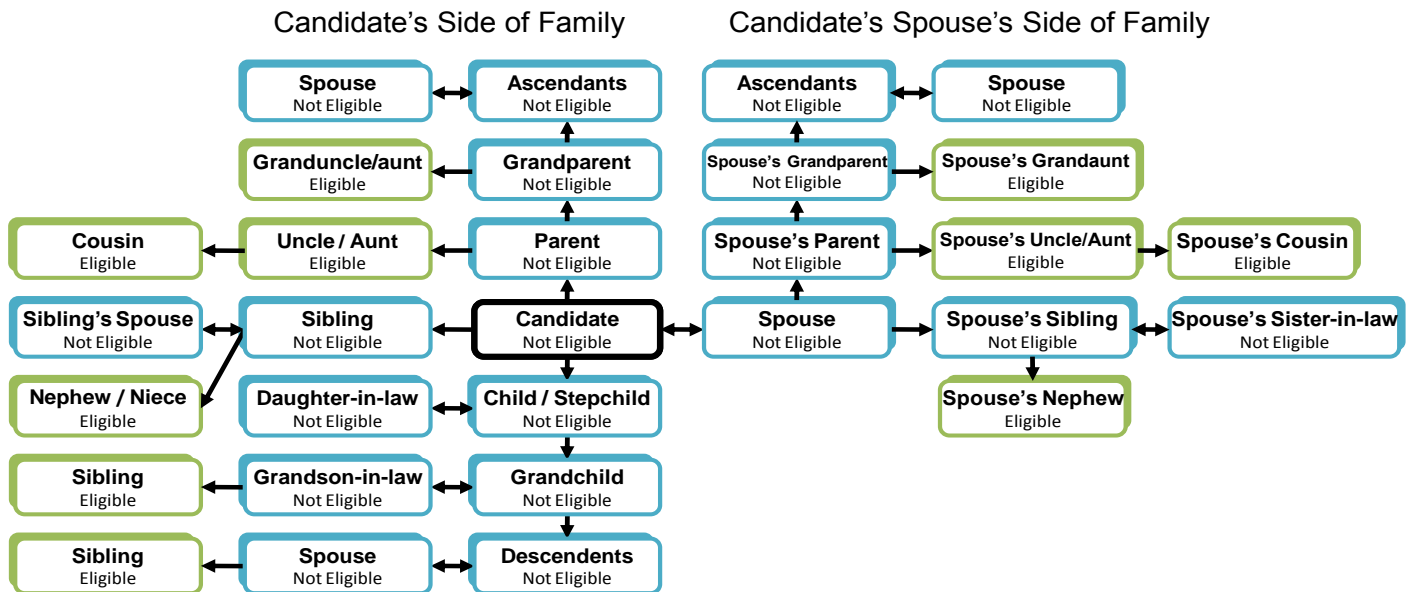 Candidate’s Side of Family
Candidate’s Spouse’s Side of Family
Spouse
Not Eligible
Ascendants
Not Eligible
Ascendants
Not Eligible
Spouse
Not Eligible
Granduncle/aunt
Eligible
Grandparent
Not Eligible
Spouse’s Grandparent
Not Eligible
Spouse’s Grandaunt
Eligible
Cousin
Eligible
Uncle / Aunt
Eligible
Parent
Not Eligible
Spouse’s Parent
Not Eligible
Spouse’s Uncle/Aunt
Eligible
Spouse’s Cousin
Eligible
Sibling’s Spouse
Not Eligible
Sibling
Not Eligible
Candidate
Not Eligible
Spouse
Not Eligible
Spouse’s Sibling
Not Eligible
Spouse’s Sister-in-law
Not Eligible
Nephew / Niece
Eligible
Daughter-in-law
Not Eligible
Child / Stepchild
Not Eligible
Spouse’s Nephew
Eligible
Sibling
Eligible
Grandson-in-law
Not Eligible
Grandchild
Not Eligible
Sibling
Eligible
Spouse
Not Eligible
Descendents
Not Eligible